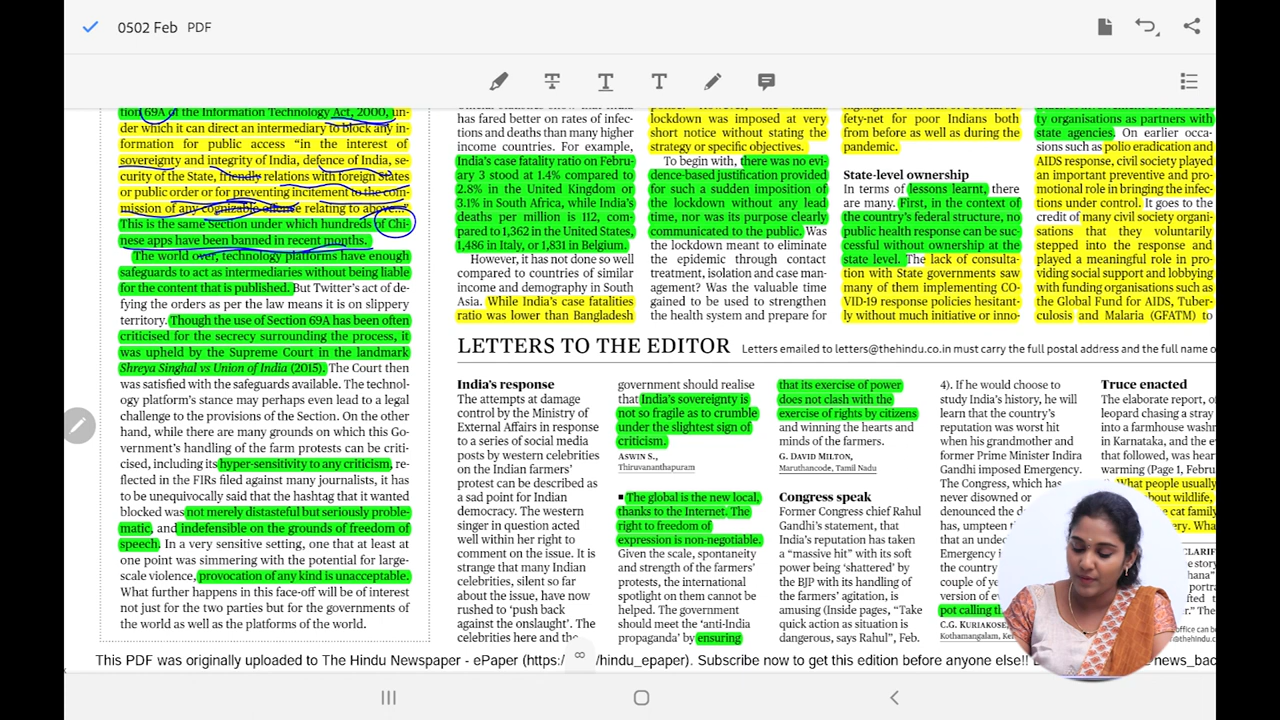 0502 Feb PDF
tion 69A of the Information Technology Act, 2000, un-
der which it can direct an intermediary to block any in-
formation for public access “in the interest of
sovereignty and integrity of India, defence of India, se-
curity of the State, friendly relations with foreign States
or public order or for preventing incitement to the com-
mission of any cognizable offence relating to above...”
This is the same Section under which hundreds of Chi-
nese apps have been banned in recent months.
The world over, technology platforms have enough
safeguards to act as intermediaries without being liable
for the content that is published. But Twitter’s act of de-
fying the orders as per the law means it is on slippery
territory. Though the use of Section 69A has been often
criticised for the secrecy surrounding the process, it
was upheld by the Supreme Court in the landmark
Shreya Singhal vs Union of India (2015). The Court then
was satisfied with the safeguards available. The technol-
ogy platform’s stance may perhaps even lead to a legal
challenge to the provisions of the Section. On the other
hand, while there are many grounds on which this Go-
vernment’s handling of the farm protests can be criti-
cised, including its hyper-sensitivity to any criticism, re-
flected in the FIRs filed against many journalists, it has
to be unequivocally said that the hashtag that it wanted
blocked was not merely distasteful but seriously proble-
matic, and indefensible on the grounds of freedom of
speech. In a very sensitive setting, one that at least at
one point was simmering with the potential for large-
scale violence, provocation of any kind is unacceptable.
What further happens in this face-off will be of interest
not just for the two parties but for the governments of
the world as well as the platforms of the world.
has fared better on rates of infec-
tions and deaths than many higher
income countries. For example,
India’s case fatality ratio on Febru-
ary 3 stood at 1.4% compared to
2.8% in the United Kingdom or
3.1% in South Africa, while India’s
deaths per million is 112, com-
pared to 1,362 in the United States,
1,486 in Italy, or 1,831 in Belgium.
However, it has not done so well
compared to countries of similar
income and demography in South
Asia. While India’s case fatalities
ratio was lower than Bangladesh
lockdown was imposed at very
short notice without stating the
strategy or specific objectives.
To begin with, there was no evi-
dence-based justification provided
for such a sudden imposition of
the lockdown without any lead
time, nor was its purpose clearly
communicated to the public. Was
the lockdown meant to eliminate
the epidemic through contact
treatment, isolation and case man-
agement? Was the valuable time
gained to be used to strengthen
the health system and prepare for
fety-net for poor Indians both
from before as well as during the
pandemic.
State-level ownership
In terms of lessons learnt, there
are many. First, in the context of
the country’s federal structure, no
public health response can be suc-
cessful without ownership at the
state level. The lack of consulta-
tion with State governments saw
many of them implementing CO-
VID-19 response policies hesitant-
ly without much initiative or inno-
ty organisations as partners with
state agencies. On earlier occa-
sions such as polio eradication and
AIDS response, civil society played
an important preventive and pro-
motional role in bringing the infec-
tions under control. It goes to the
credit of many civil society organi-
sations that they voluntarily
stepped into the response and
played a meaningful role in pro-
viding social support and lobbying
with funding organisations such as
the Global Fund for AIDS, Tuber-
culosis and Malaria (GFATM) to
LETTERS TO THE EDITOR Letters emailed to letters@thehindu.co.in must carry the full postal address and the full name o
India’s response
The attempts at damage
control by the Ministry of
External Affairs in response
to a series of social media
posts by western celebrities
on the Indian farmers’
protest can be described as
a sad point for Indian
democracy. The western
singer in question acted
well within her right to
comment on the issue. It is
strange that many Indian
celebrities, silent so far
about the issue, have now
rushed to ‘push back
against the onslaught’. The
celebrities here and the
government should realise
that India’s sovereignty is
not so fragile as to crumble
under the slightest sign of
criticism.
ASWIN S.,
Thiruvananthapuram
■ The global is the new local,
thanks to the Internet. The
right to freedom of
expression is non-negotiable.
Given the scale, spontaneity
and strength of the farmers’
protests, the international
spotlight on them cannot be
helped. The government
should meet the ‘anti-India
propaganda’ by ensuring
that its exercise of power
does not clash with the
exercise of rights by citizens
and winning the hearts and
minds of the farmers.
G. DAVID MILTON,
Maruthancode, Tamil Nadu
Congress speak
Former Congress chief Rahul
Gandhi’s statement, that
India’s reputation has taken
a “massive hit” with its soft
power being ‘shattered’ by
the BJP with its handling of
the farmers’ agitation, is
amusing (Inside pages, “Take
quick action as situation is
dangerous, says Rahul”, Feb.
4). If he would choose to
study India’s history, he will
learn that the country’s
reputation was worst hit
when his grandmother and
former Prime Minister Indira
Gandhi imposed Emergency.
The Congress, which has
never disowned or
has, umpteen
that an
Emergency
the country
couple of
version of
pot calling
C.G. KURIAKOSE,
Kothamangalam,
Truce enacted
The elaborate report, o
leopard chasing a stray
into a farmhouse washr
in Karnataka, and the
that followed, was hear
warming (Page 1, Febru
What people usually
about wildlife,
cat family
This PDF was originally uploaded to The Hindu Newspaper - ePaper (https:/ /hindu_epaper). Subscribe now to get this edition before anyone else!!